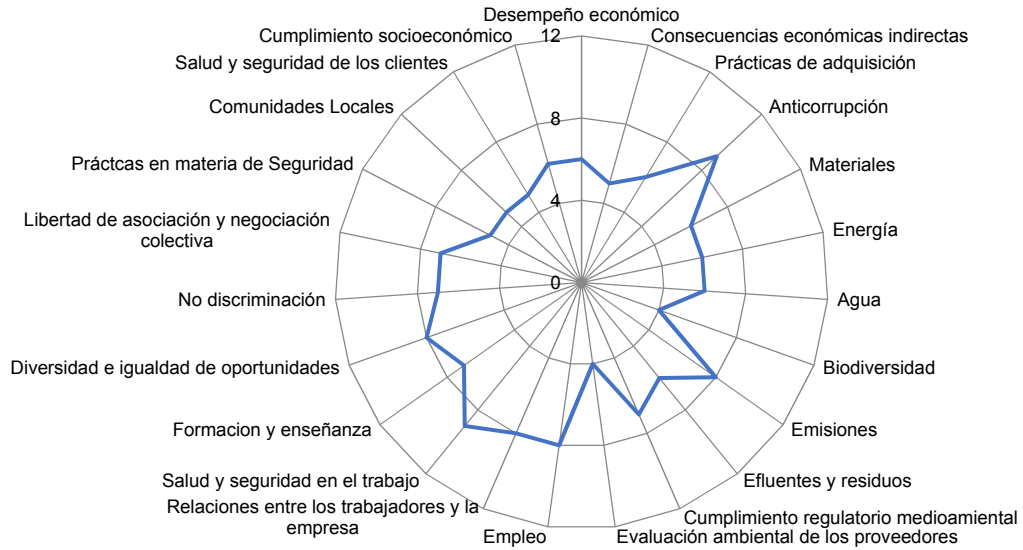 Desempeño económico
Consecuencias económicas indirectas
Prácticas de adquisición
Anticorrupción
Materiales
Energía
Agua
Biodiversidad
Emisiones
Efluentes y residuos
Cumplimiento regulatorio medioamiental
Evaluación ambiental de los proveedores
Empleo
Relaciones entre los trabajadores y la
empresa
Salud y seguridad en el trabajo
Formacion y enseñanza
Diversidad e igualdad de oportunidades
No discriminación
Libertad de asociación y negociación
colectiva
Práctcas en materia de Seguridad
Comunidades Locales
Salud y seguridad de los clientes
Cumplimiento socioeconómico
12
8
4
0